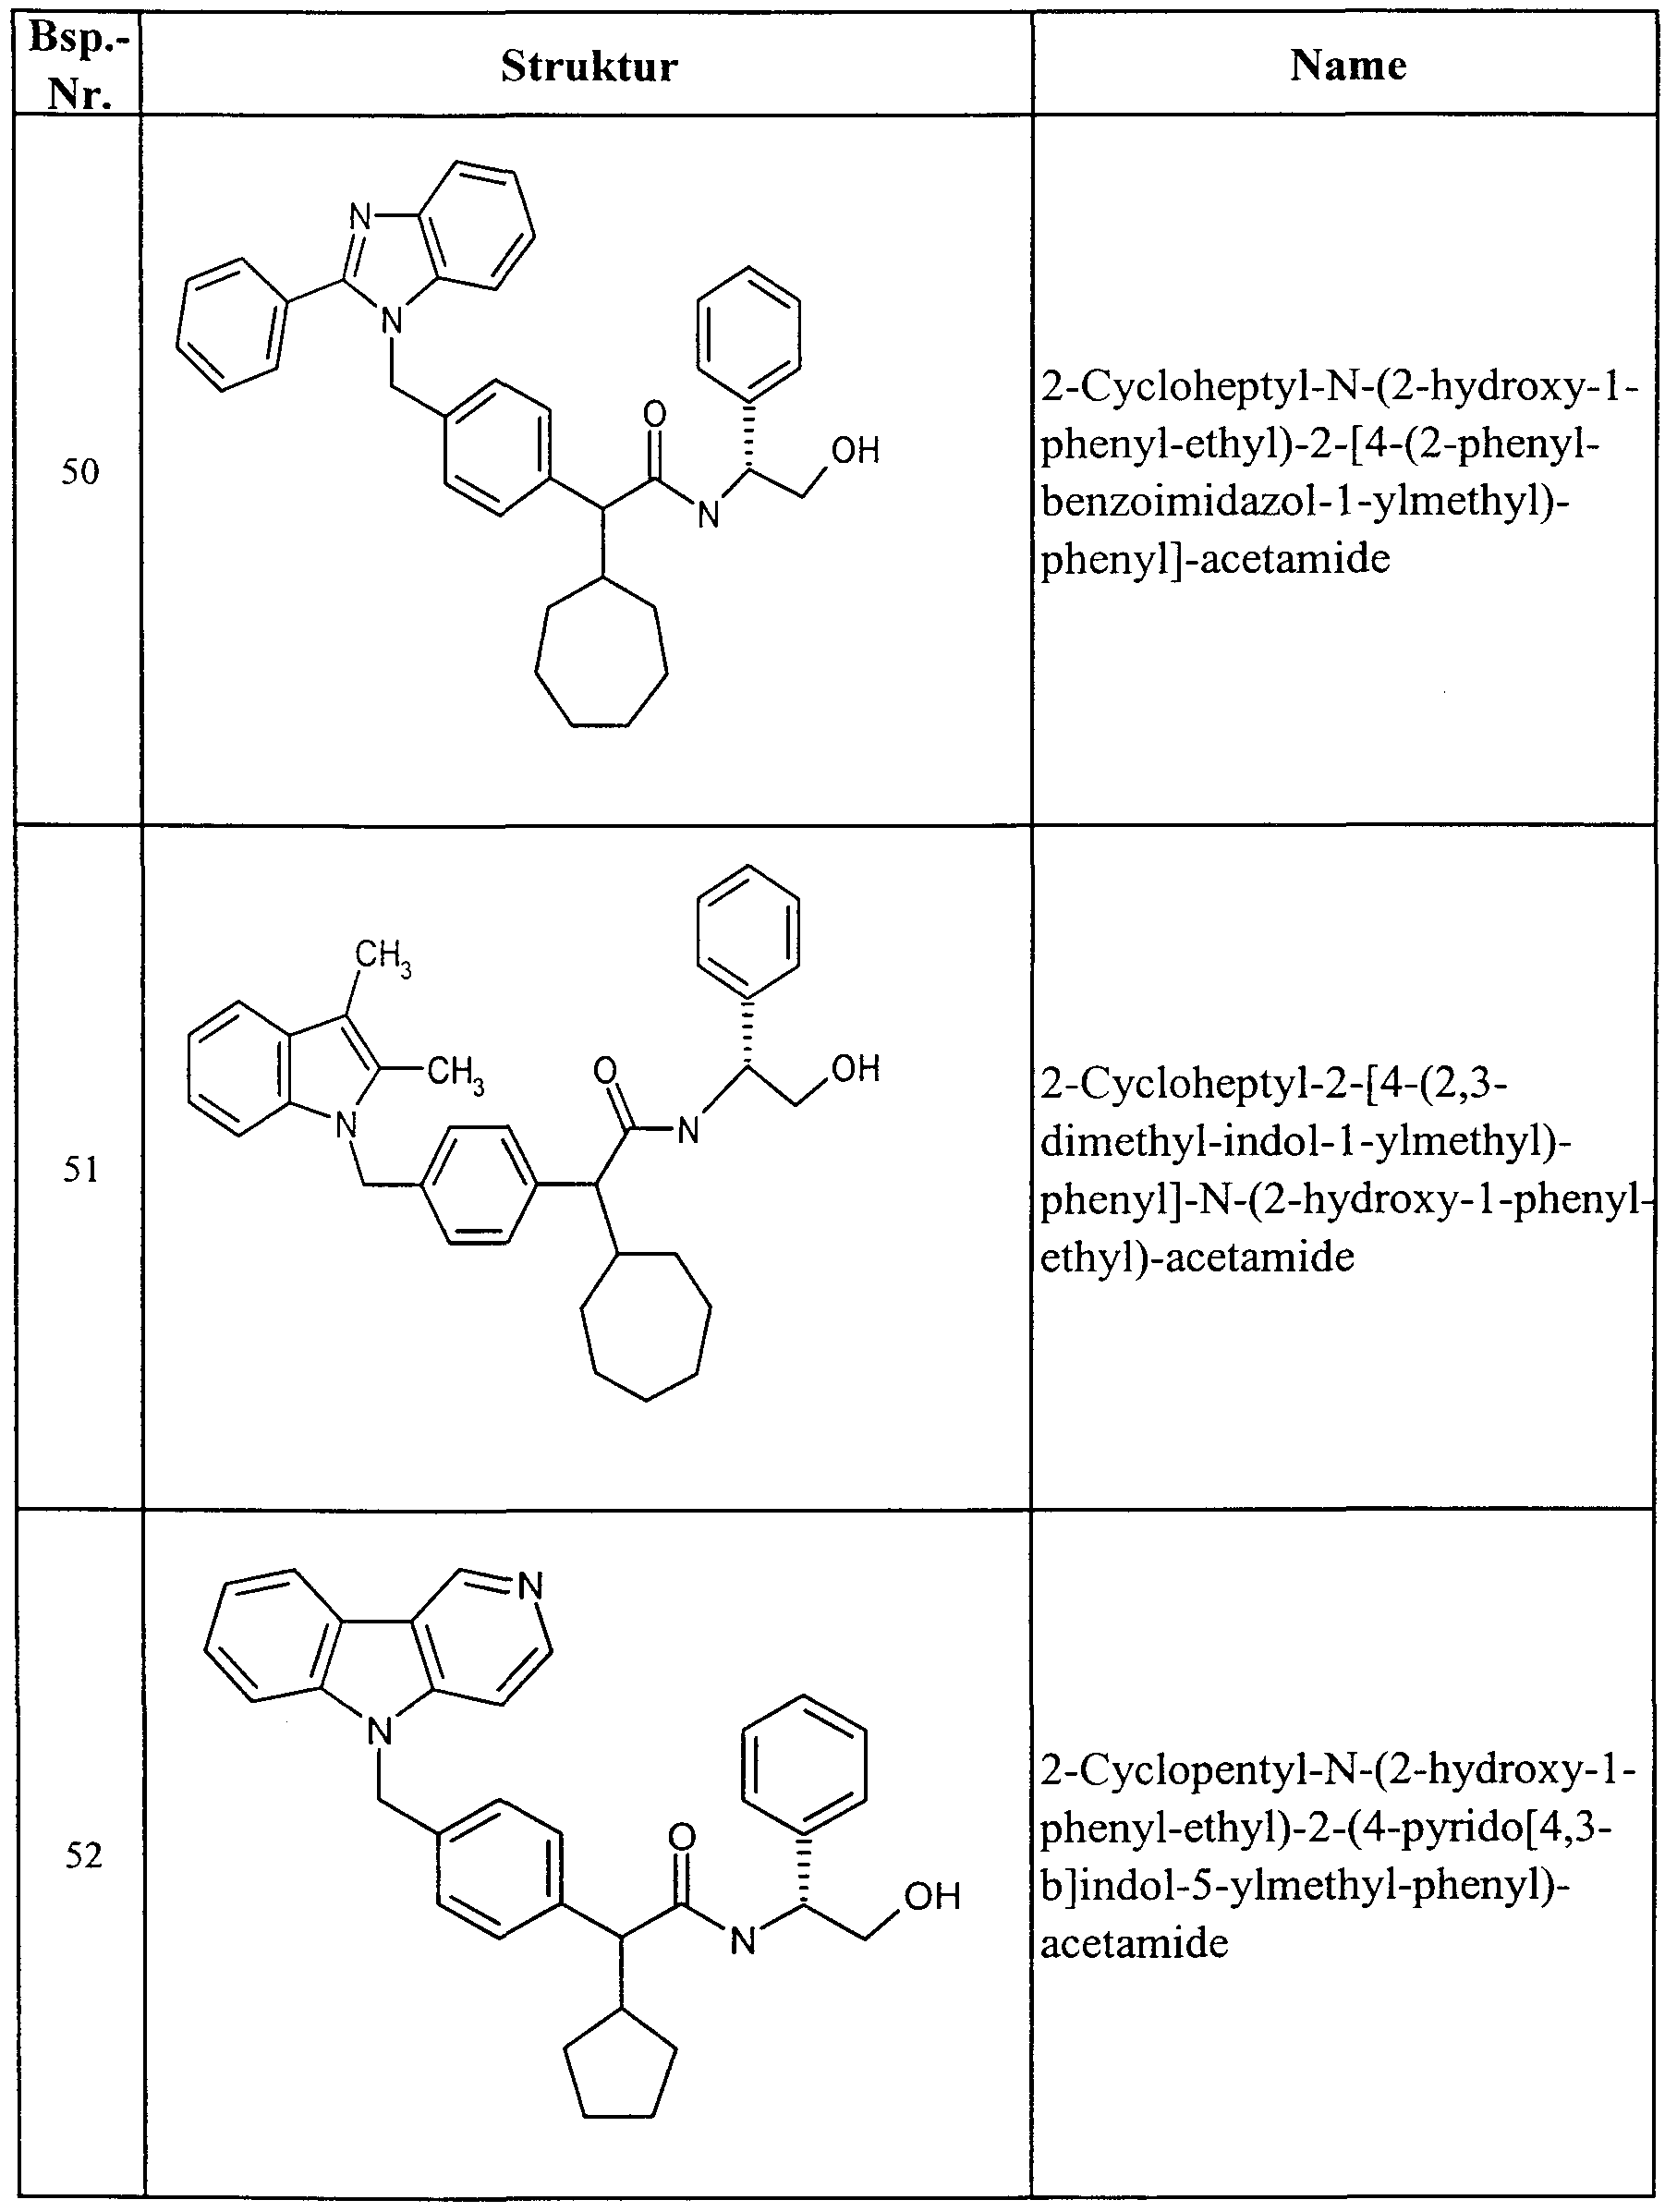 Bsp.-
Nr.
Struktur
Name
50
N
N
O
N
OH
2-Cycloheptyl-N-(2-hydroxy-1-
phenyl-ethyl)-2-[4-(2-phenyl-
benzoimidazol-1-ylmethyl)-
phenyl]-acetamide
51
CH3
CH3
N
O
N
OH
2-Cycloheptyl-2-[4-(2,3-
dimethyl-indol-1-ylmethyl)-
phenyl]-N-(2-hydroxy-1-phenyl-
ethyl)-acetamide
52
N
N
O
N
OH
2-Cyclopentyl-N-(2-hydroxy-1-
phenyl-ethyl)-2-(4-pyrido[4,3-
b]indol-5-ylmethyl-phenyl)-
acetamide